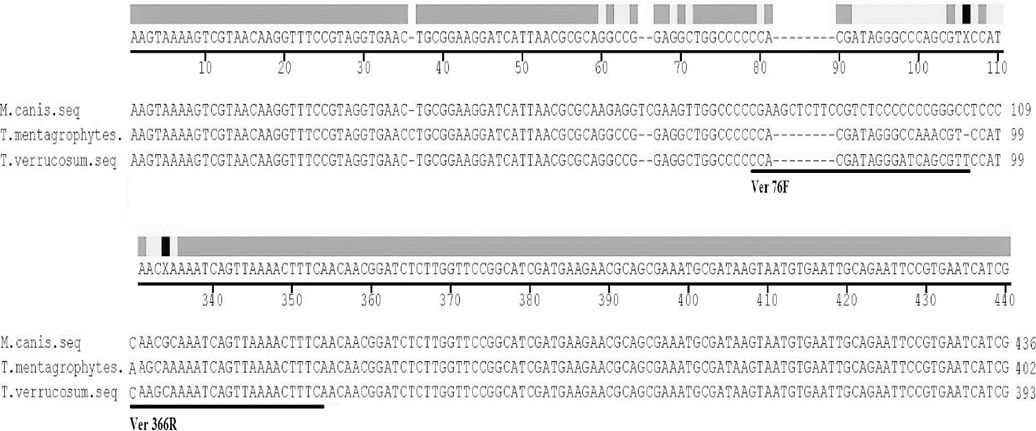 AAGTAAAAGTCGTAACAAGGTTTCCGTAGGTGAAC-TGCGGAAGGATCATTAACGCGCAGGCCG--GAGGCTGGCCCCCCA--------CGATAGGGCCCAGCGTXCCAT
10 20 30 40 50 60 70 80 90 100 110
M.canis.seq AAGTAAAAGTCGTAACAAGGTTTCCGTAGGTGAAC-TGCGGAAGGATCATTAACGCGCAAGAGGTCGAAGTTGGCCCCCGAAGCTCTTCCGTCTCCCCCCCGGGCCTCCC 109
T.mentagrophytes. AAGTAAAAGTCGTAACAAGGTTTCCGTAGGTGAACCTGCGGAAGGATCATTAACGCGCAGGCCG--GAGGCTGGCCCCCCA--------CGATAGGGCCAAACGT-CCAT 99
T.verrucosum.seq AAGTAAAAGTCGTAACAAGGTTTCCGTAGGTGAAC-TGCGGAAGGATCATTAACGCGCAGGCCG--GAGGCTGGCCCCCCA--------CGATAGGGATCAGCGTTCCAT 99
Ver 76F
AACXAAAATCAGTTAAAACTTTCAACAACGGATCTCTTGGTTCCGGCATCGATGAAGAACGCAGCGAAATGCGATAAGTAATGTGAATTGCAGAATTCCGTGAATCATCG
340 350 360 370 380 390 400 410 420 430 440
M.canis.seq CAACGCAAATCAGTTAAAACTTTCAACAACGGATCTCTTGGTTCCGGCATCGATGAAGAACGCAGCGAAATGCGATAAGTAATGTGAATTGCAGAATTCCGTGAATCATCG 436
T.mentagrophytes. AAGCAAAAATCAGTTAAAACTTTCAACAACGGATCTCTTGGTTCCGGCATCGATGAAGAACGCAGCGAAATGCGATAAGTAATGTGAATTGCAGAATTCCGTGAATCATCG 402
T.verrucosum.seq CAAGCAAAATCAGTTAAAACTTTCAACAACGGATCTCTTGGTTCCGGCATCGATGAAGAACGCAGCGAAATGCGATAAGTAATGTGAATTGCAGAATTCCGTGAATCATCG 393
Ver 366R